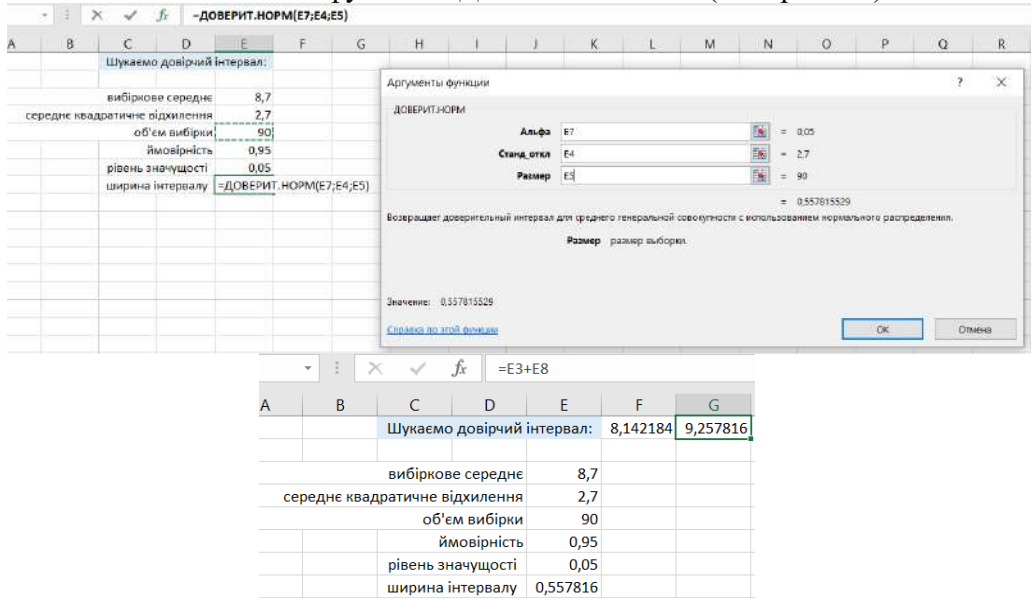 =ДОВЕРИТ.НОРМ(E7;E4;E5)
A B C D E F G H I J K L M N O P Q R
Шукаємо довірчий інтервал:
вибіркове середнє 8,7
середнє квадратичне відхилення 2,7
об'єм вибірки 90
ймовірність 0,95
рівень значущості 0,05
ширина інтервалу =ДОВЕРИТ.НОРМ(E7;E4;E5)
Аргументы функции ? ×
ДОВЕРИТ.НОРМ
Альфа E7 = 0,05
Станд_откл E4 = 2,7
Размер E5 = 90
= 0,557815529
Возвращает доверительный интервал для среднего генеральной совокупности с использованием нормального распределения.
Размер размер выборки.
Значение: 0,557815529
Справка по этой функции
OK Отмена
fx =E3+E8
A B C D E F G
Шукаємо довірчий інтервал: 8,142184 9,257816
вибіркове середнє 8,7
середнє квадратичне відхилення 2,7
об'єм вибірки 90
ймовірність 0,95
рівень значущості 0,05
ширина інтервалу 0,557816